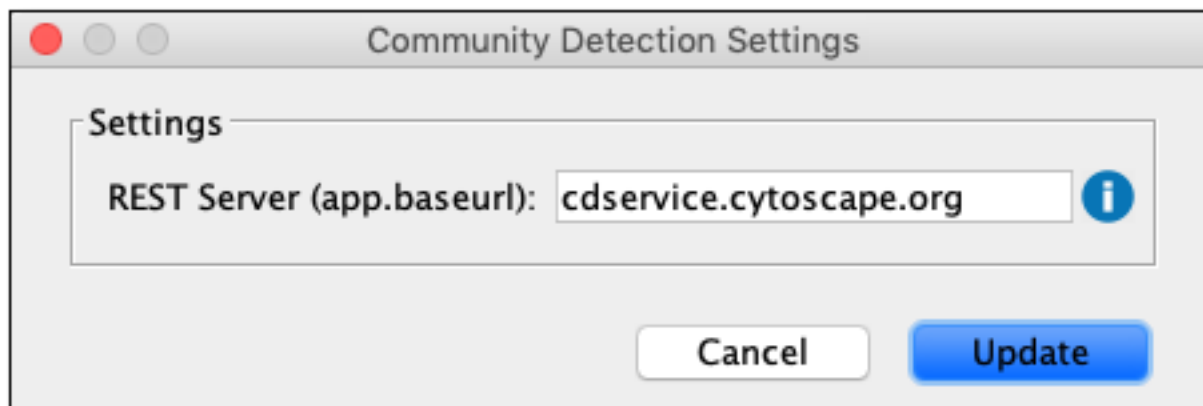 Community Detection Settings
Settings
REST Server (app.baseurl): cdservice.cytoscape.org i
Cancel Update